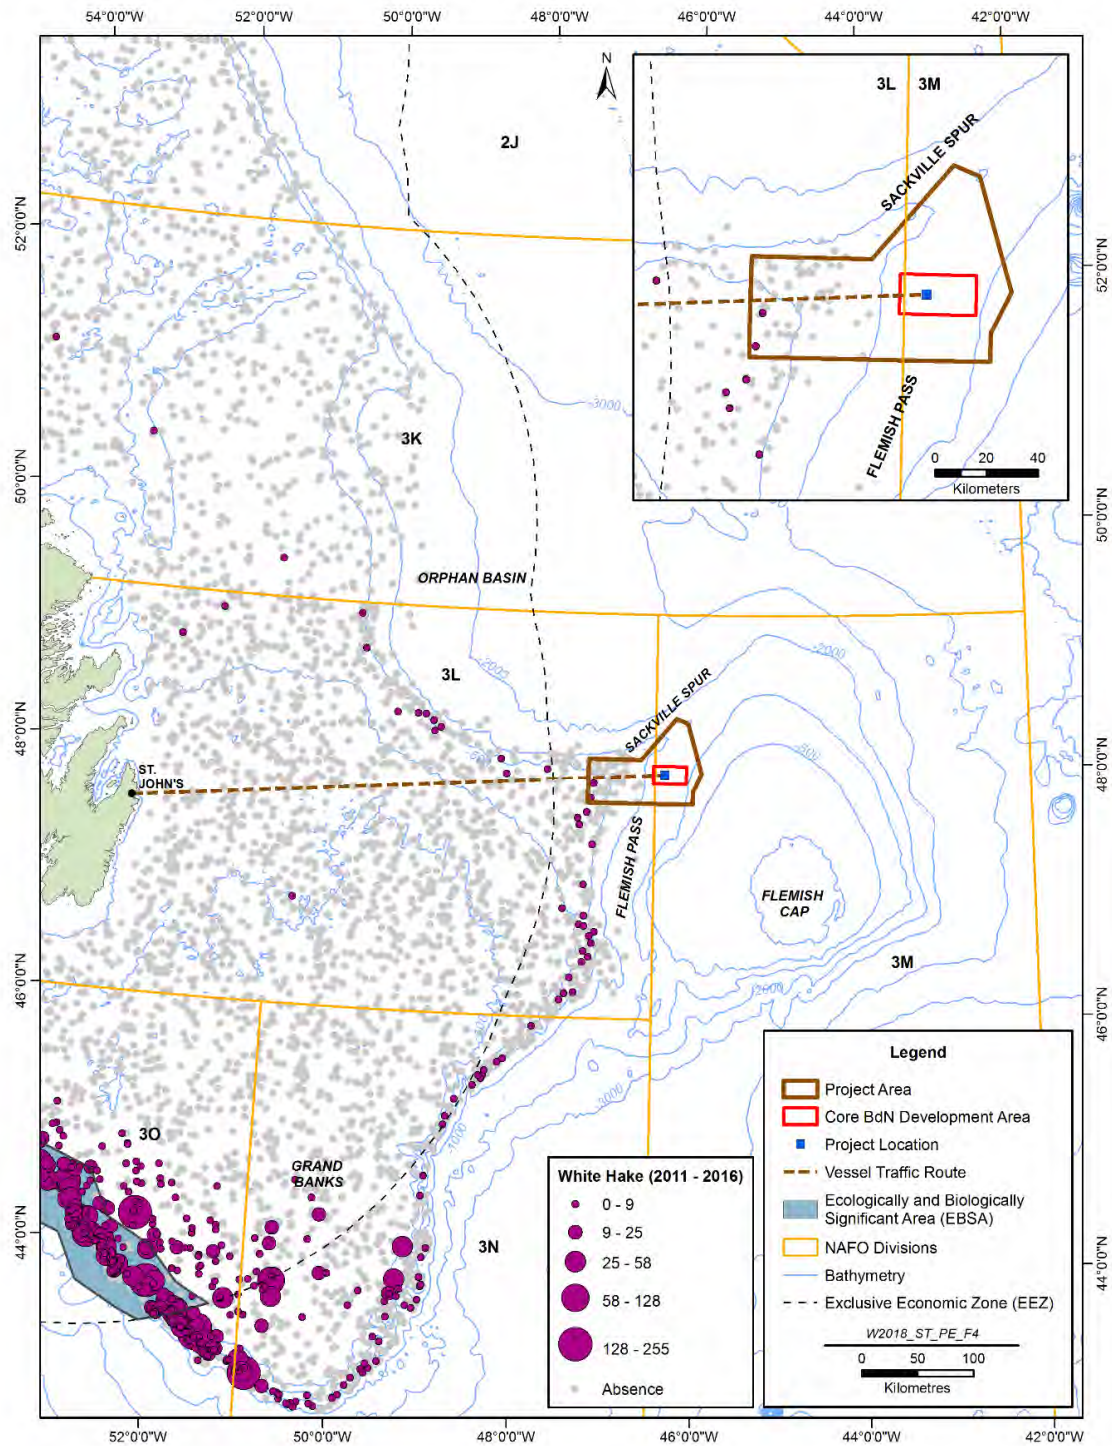 54°0'0"W 52°0'0"W 50°0'0"W 48°0'0"W 46°0'0"W 44°0'0"W 42°0'0"W
N
3L 3M
2J
SACKVILLE SPUR
52°0'0"N
52°0'0"N
FLEMISH PASS
0 20 40
Kilometers
3000
3K
50°0'0"N
50°0'0"N
ORPHAN BASIN
2000
2000
3L
SACKVILLE SPUR
48°0'0"N
48°0'0"N
500
ST.
JOHN'S
FLEMISH PASS
FLEMISH
CAP
3M
46°0'0"N
46°0'0"N
2000
3000
1000
3O
GRAND
BANKS
3N
44°0'0"N
44°0'0"N
White Hake (2011 - 2016)
0 - 9
9 - 25
25 - 58
58 - 128
128 - 255
Absence
Legend
Project Area
Core BdN Development Area
Project Location
Vessel Traffic Route
Ecologically and Biologically
Significant Area (EBSA)
NAFO Divisions
Bathymetry
Exclusive Economic Zone (EEZ)
W2018_ST_PE_F4
0 50 100
Kilometres
52°0'0"W 50°0'0"W 48°0'0"W 46°0'0"W 44°0'0"W 42°0'0"W